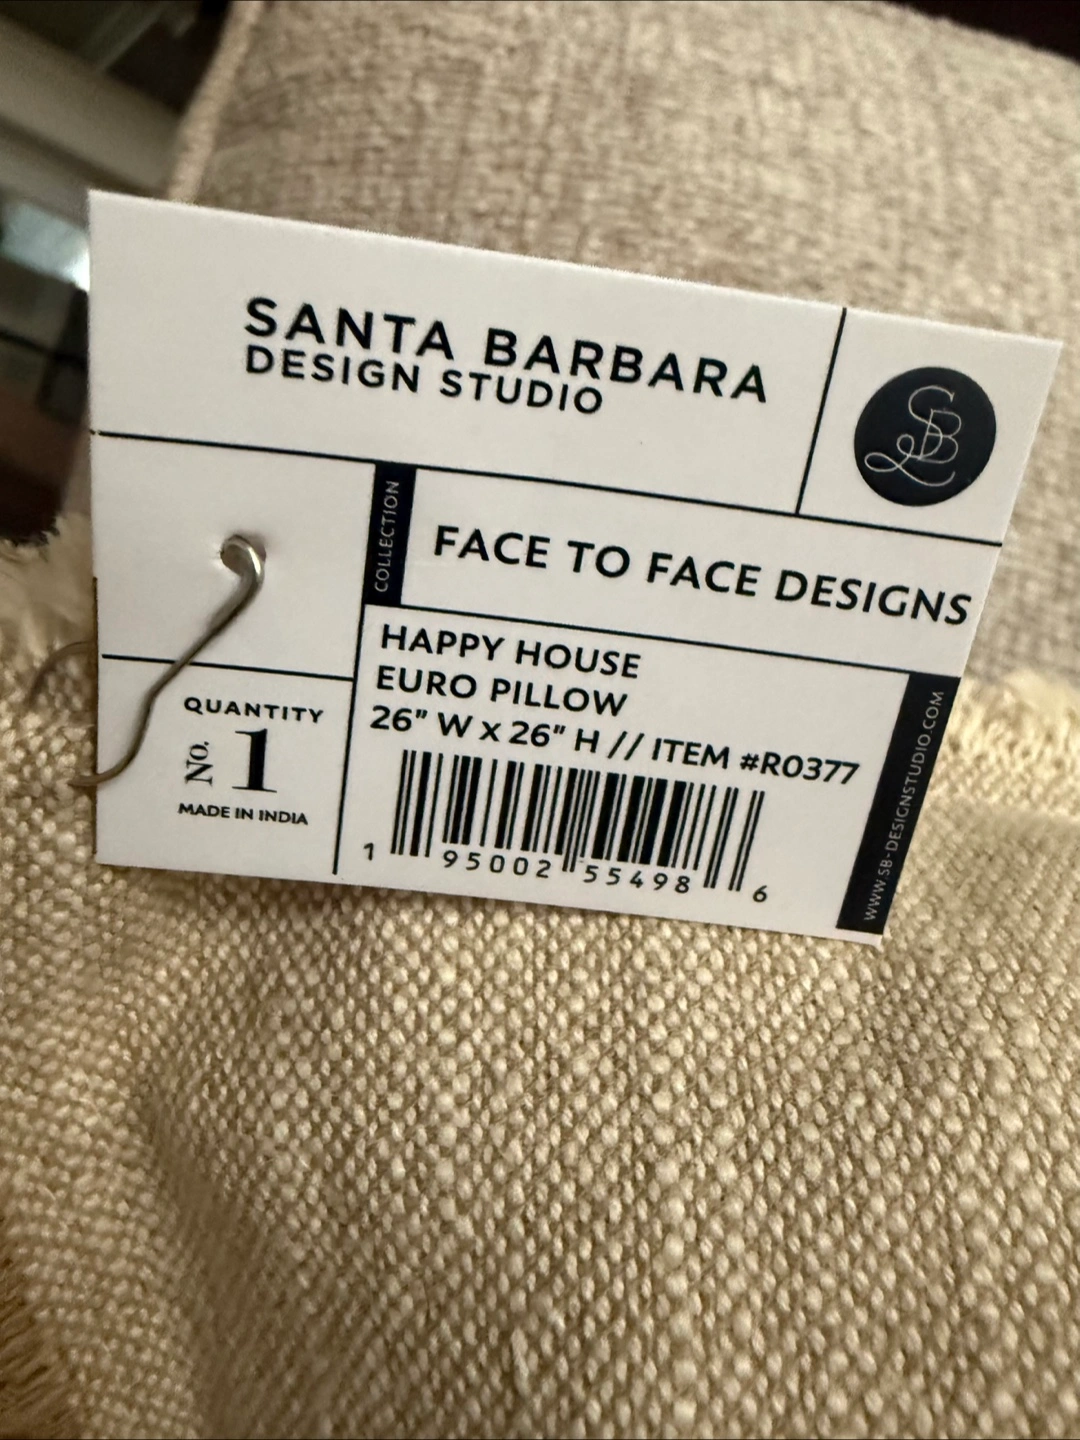 SANTA BARBARA
DESIGN STUDIO
SB
COLLECTION
FACE TO FACE DESIGNS
HAPPY HOUSE
EURO PILLOW
26" W x 26" H // ITEM #R0377
QUANTITY
No. 1
MADE IN INDIA
1 95002 55498 6
WWW.SB-DESIGNSTUDIO.COM